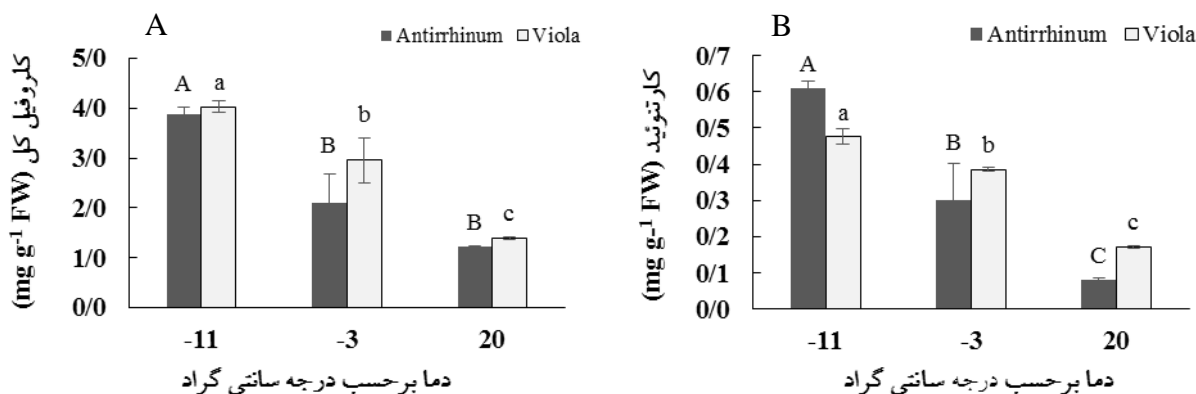 A
Antirrhinum Viola
کلروفیل کل
(mg g⁻¹ FW)
5/0
4/0
3/0
2/0
1/0
0/0
A a
B b
B c
-11 -3 20
دما برحسب درجه سانتی گراد
B
Antirrhinum Viola
کارتنوئید
(mg g-¹ FW)
0/7
0/6
0/5
0/4
0/3
0/2
0/1
0/0
A a
B b
C c
-11 -3 20
دما برحسب درجه سانتی گراد